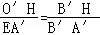 O′ H / EA′ = B′ H / B′ A′